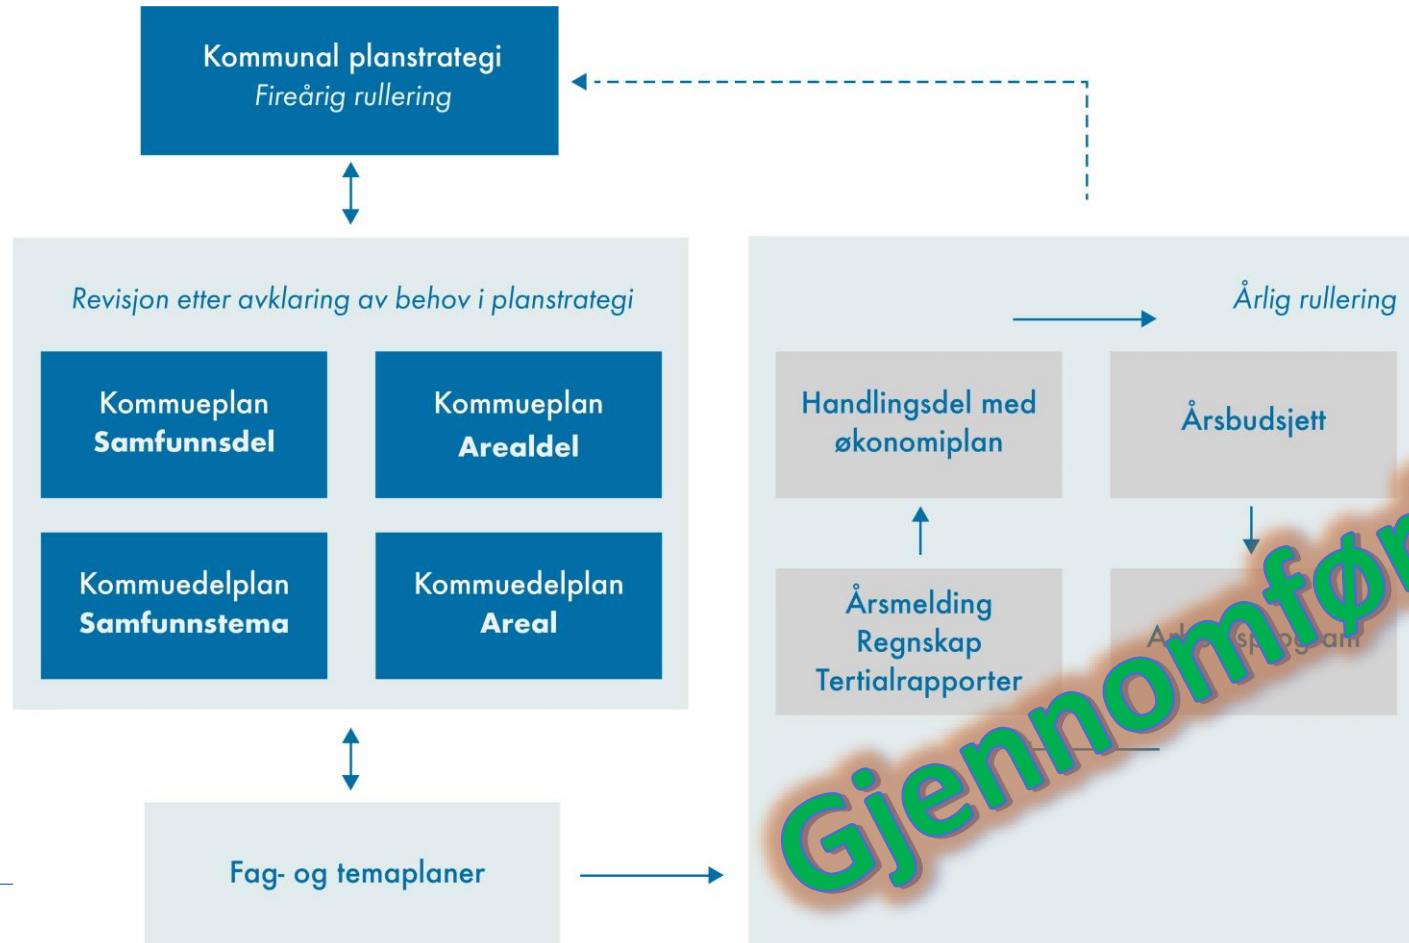 Kommunal planstrategi
Fireårig rullering
Revisjon etter avklaring av behov i planstrategi
Kommueplan
Samfunnsdel
Kommueplan
Arealdel
Kommuedelplan
Samfunnstema
Kommuedelplan
Areal
Fag- og temaplaner
Årlig rullering
Handlingsdel med
økonomiplan
Årsbudsjett
Årsmelding
Regnskap
Tertialrapporter